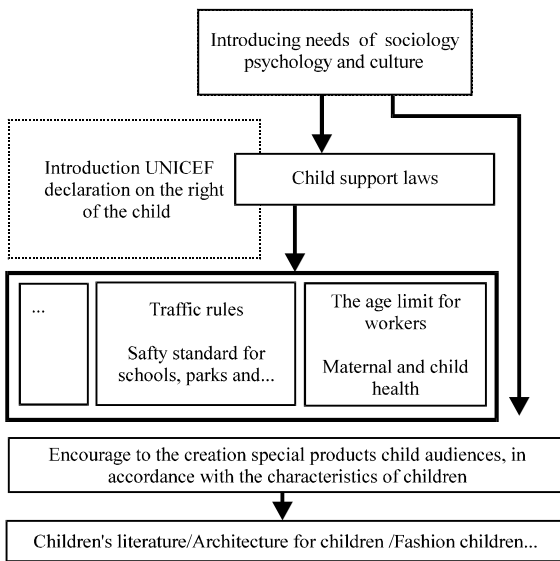 Introducing needs of sociology
psychology and culture
Introduction UNICEF
declaration on the right
of the child
Child support laws
...
Traffic rules
Safty standard for
schools, parks and...
The age limit for
workers
Maternal and child
health
Encourage to the creation special products child audiences, in
accordance with the characteristics of children
Children's literature/Architecture for children /Fashion children...